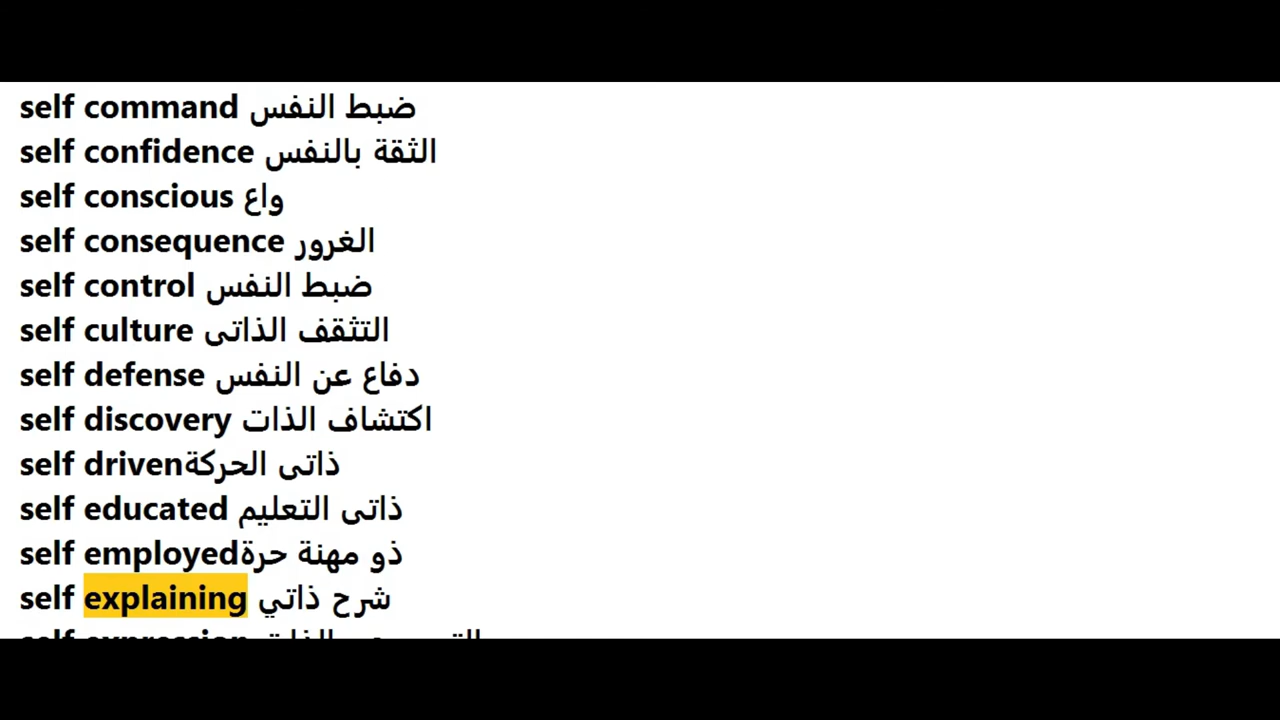 self command ضبط النفس
self confidence الثقة بالنفس
self conscious واع
self consequence الغرور
self control ضبط النفس
self culture التثقف الذاتى
self defense دفاع عن النفس
self discovery اكتشاف الذات
self drivenذاتى الحركة
self educated ذاتى التعليم
self employedذو مهنة حرة
self explaining شرح ذاتي
self expression